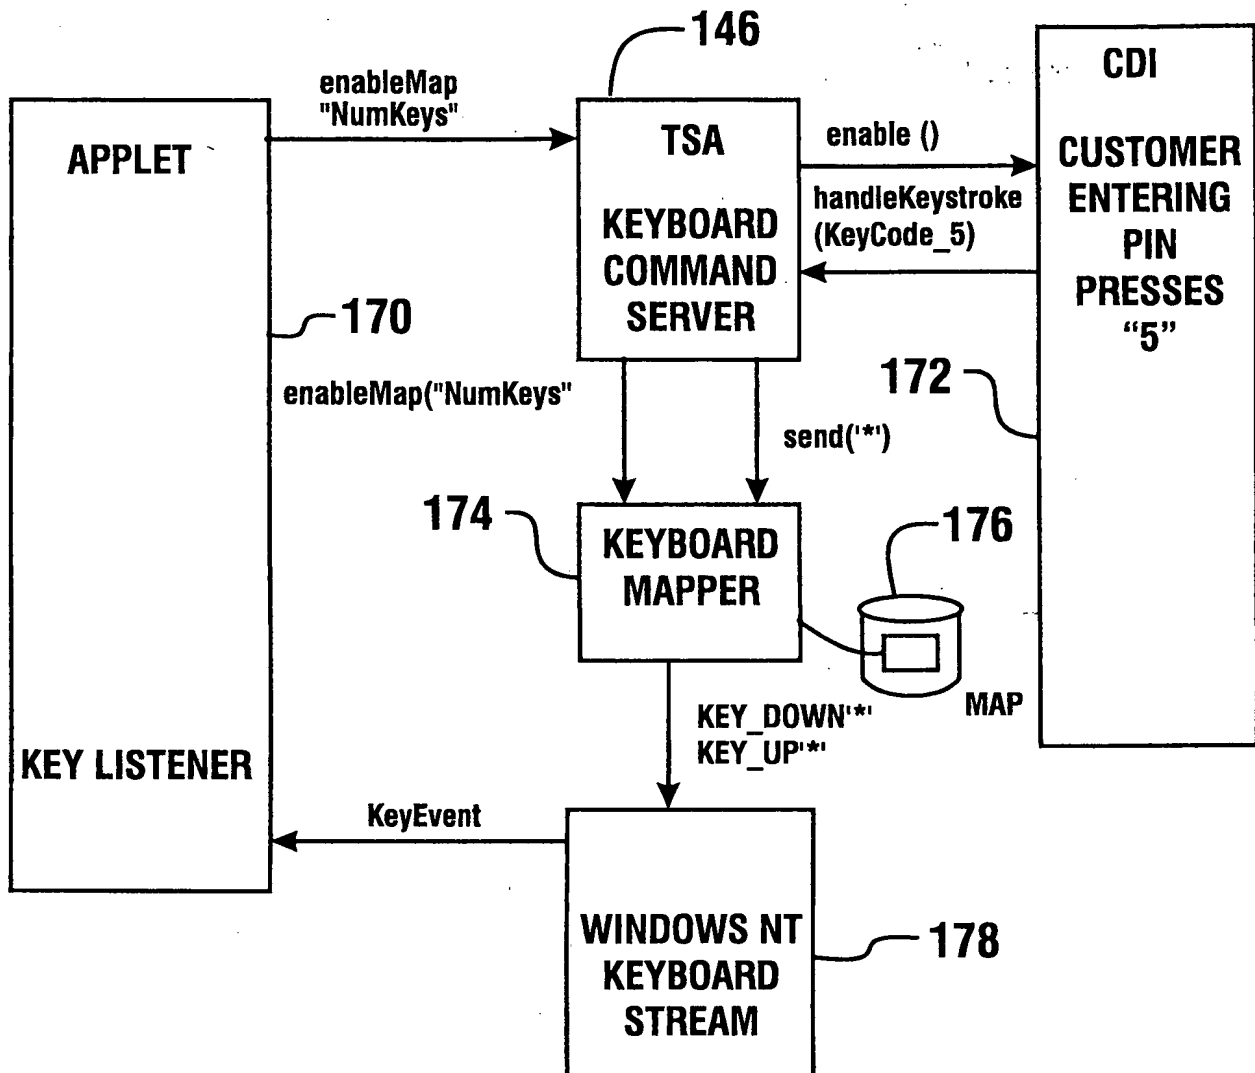 146
enableMap
"NumKeys"
APPLET
TSA
KEYBOARD
COMMAND
SERVER
enable ()
handleKeystroke
(KeyCode_5)
CDI
CUSTOMER
ENTERING
PIN
PRESSES
“5”
170
172
enableMap("NumKeys"
send('*')
174
KEYBOARD
MAPPER
176
MAP
KEY_DOWN'*'
KEY_UP'*'
KEY LISTENER
KeyEvent
WINDOWS NT
KEYBOARD
STREAM
178